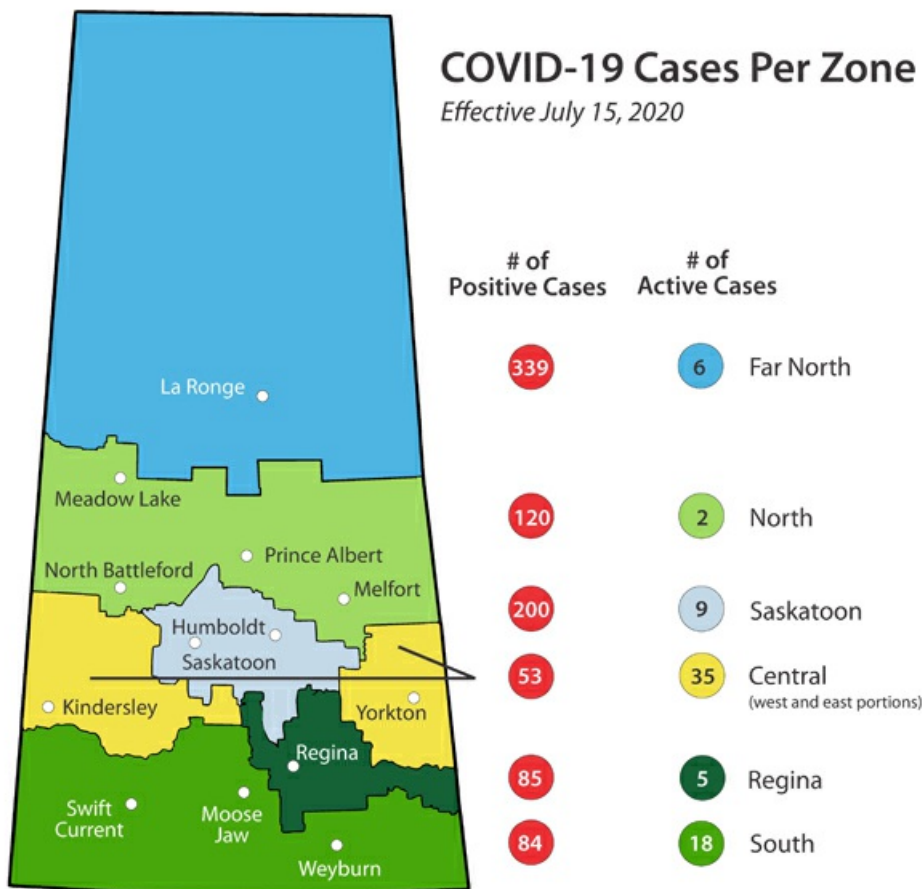 COVID-19 Cases Per Zone
Effective July 15, 2020
# of
Positive Cases
# of
Active Cases
339
6
Far North
La Ronge
Meadow Lake
120
2
North
Prince Albert
North Battleford
Melfort
200
9
Saskatoon
Humboldt
Saskatoon
53
35
Central
(west and east portions)
Kindersley
Yorkton
Regina
85
5
Regina
Swift
Current
Moose
Jaw
84
18
South
Weyburn